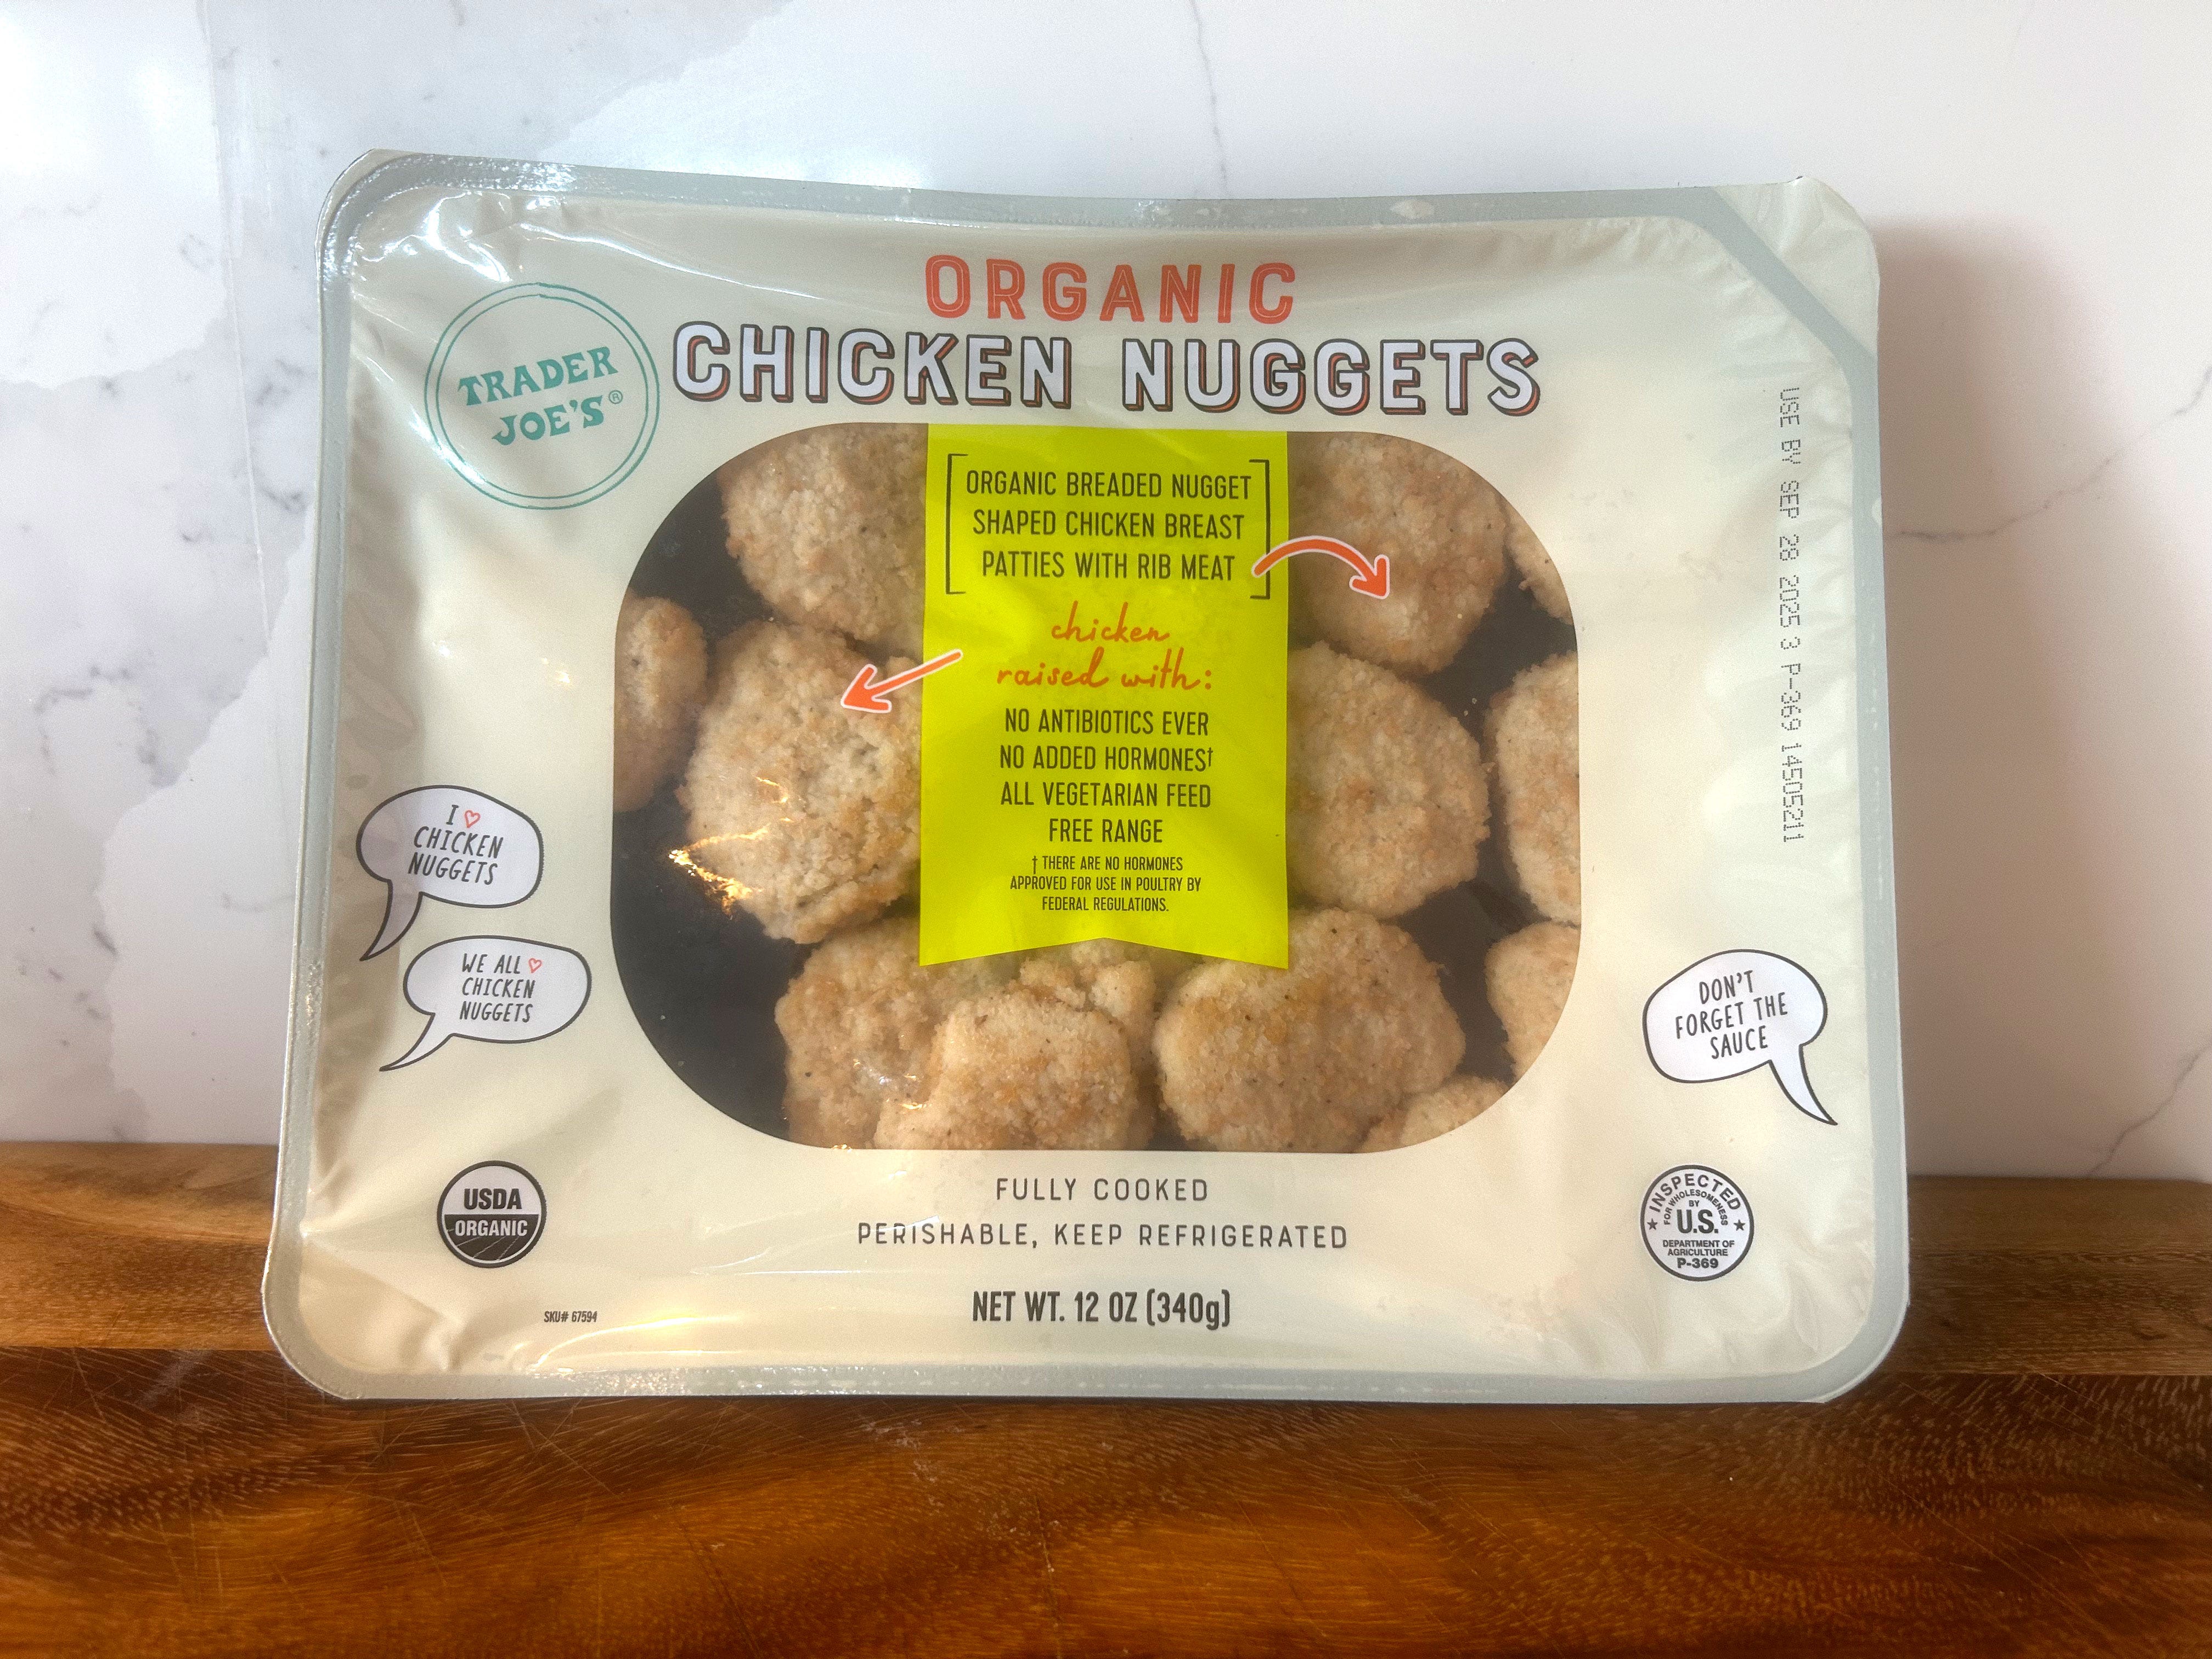 ORGANIC
CHICKEN NUGGETS
TRADER
JOE'S®
ORGANIC BREADED NUGGET
SHAPED CHICKEN BREAST
PATTIES WITH RIB MEAT
chicken
raised with:
NO ANTIBIOTICS EVER
NO ADDED HORMONES†
ALL VEGETARIAN FEED
FREE RANGE
† THERE ARE NO HORMONES
APPROVED FOR USE IN POULTRY BY
FEDERAL REGULATIONS.
USE BY SEP 28 2025 3 P-369 14505211
I ♡
CHICKEN
NUGGETS
WE ALL ♡
CHICKEN
NUGGETS
DON'T
FORGET THE
SAUCE
USDA
ORGANIC
FULLY COOKED
PERISHABLE, KEEP REFRIGERATED
INSPECTED
FOR WHOLESOMENESS
BY
U.S.
DEPARTMENT OF
AGRICULTURE
P-369
SKU# 67594
NET WT. 12 OZ (340g)